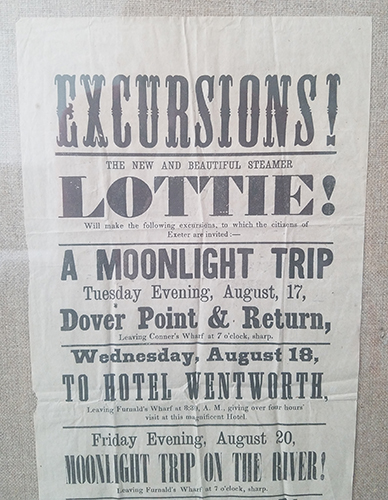 EXCURSIONS!
THE NEW AND BEAUTIFUL STEAMER
LOTTIE!
Will make the following excursions, to which the citizens of
Exeter are invited:—
A MOONLIGHT TRIP
Tuesday Evening, August, 17,
Dover Point & Return,
Leaving Conner's Wharf at 7 o'clock, sharp.
Wednesday, August 18,
TO HOTEL WENTWORTH,
Leaving Furnald's Wharf at 8:30, A. M., giving over four hours'
visit at this magnificent Hotel.
Friday Evening, August 20,
MOONLIGHT TRIP ON THE RIVER!
Leaving Furnald's Wharf at 7 o'clock, sharp.